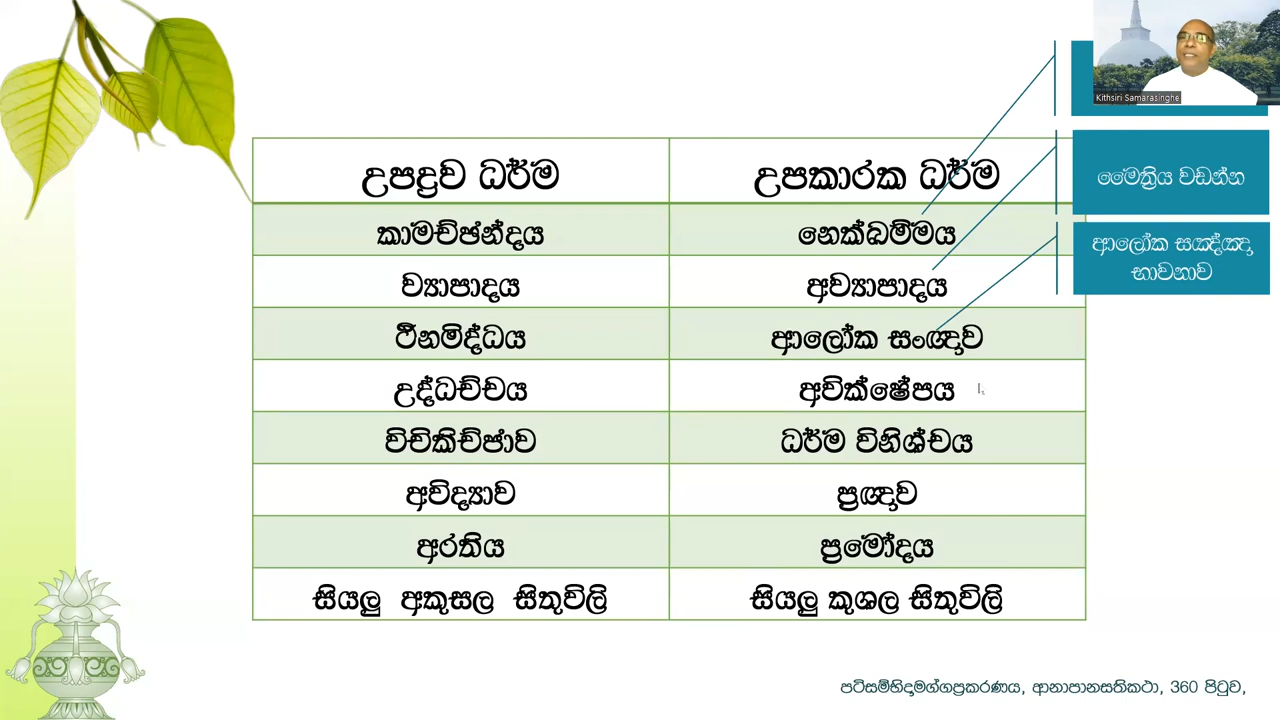 Kithsiri Samarasinghe
මෛත්‍රිය වඩන්න
ආලෝක සඤ්ඤා
භාවනාව
උපද්‍රව ධර්ම උපකාරක ධර්ම
කාමච්ඡන්දය නෙක්ඛම්මය
ව්‍යාපාදය අව්‍යාපාදය
ථිනමිද්ධය ආලෝක සංඥාව
උද්ධච්චය අවික්ෂේපය
විචිකිච්ඡාව ධර්ම විනිශ්චය
අවිද්‍යාව ප්‍රඥාව
අරතිය ප්‍රමෝදය
සියලු අකුසල සිතුවිලි සියලු කුශල සිතුවිලි
පටිසම්භිදාමග්ගප්‍රකරණය, ආනාපානසතිකථා, 360 පිටුව,